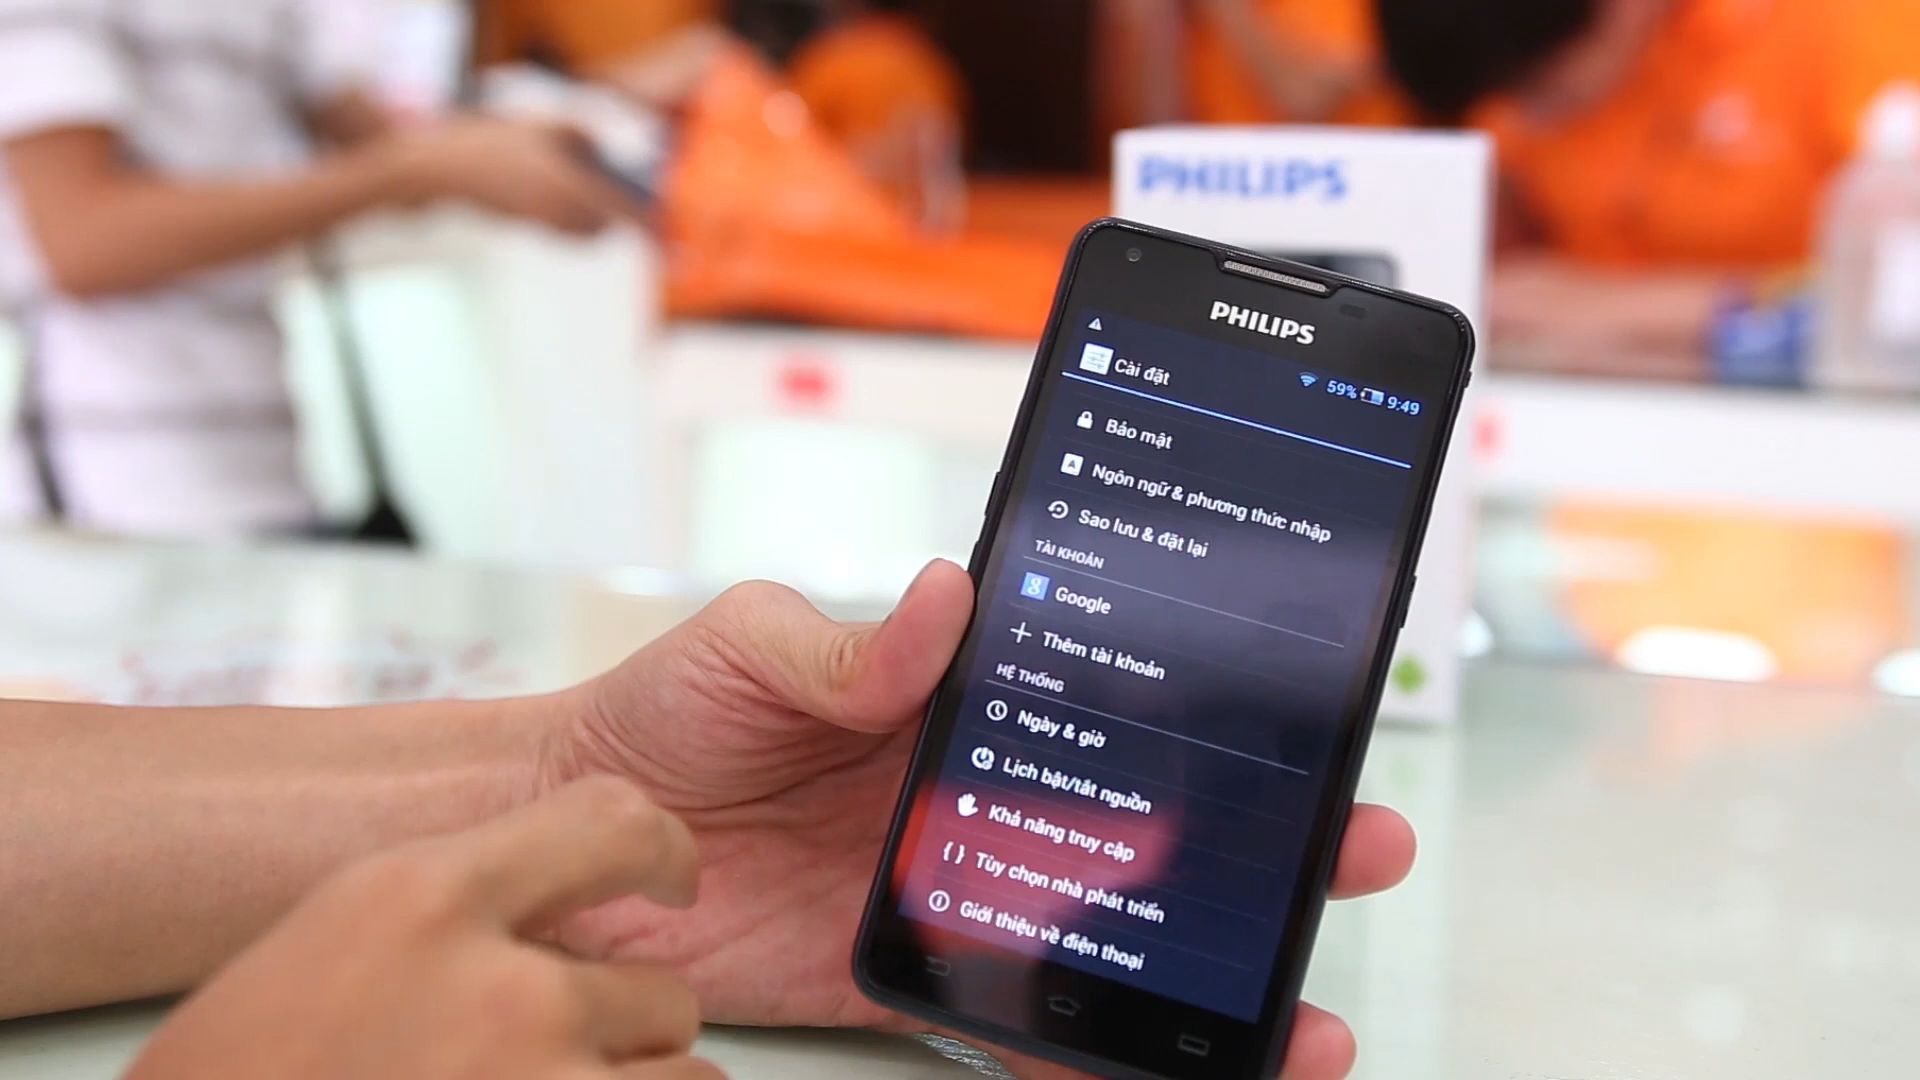 PHILIPS
PHILIPS
Cài đặt
59% 9:49
Bảo mật
Ngôn ngữ & phương thức nhập
Sao lưu & đặt lại
TÀI KHOẢN
Google
Thêm tài khoản
HỆ THỐNG
Ngày & giờ
Lịch bật/tắt nguồn
Khả năng truy cập
{ } Tùy chọn nhà phát triển
Giới thiệu về điện thoại